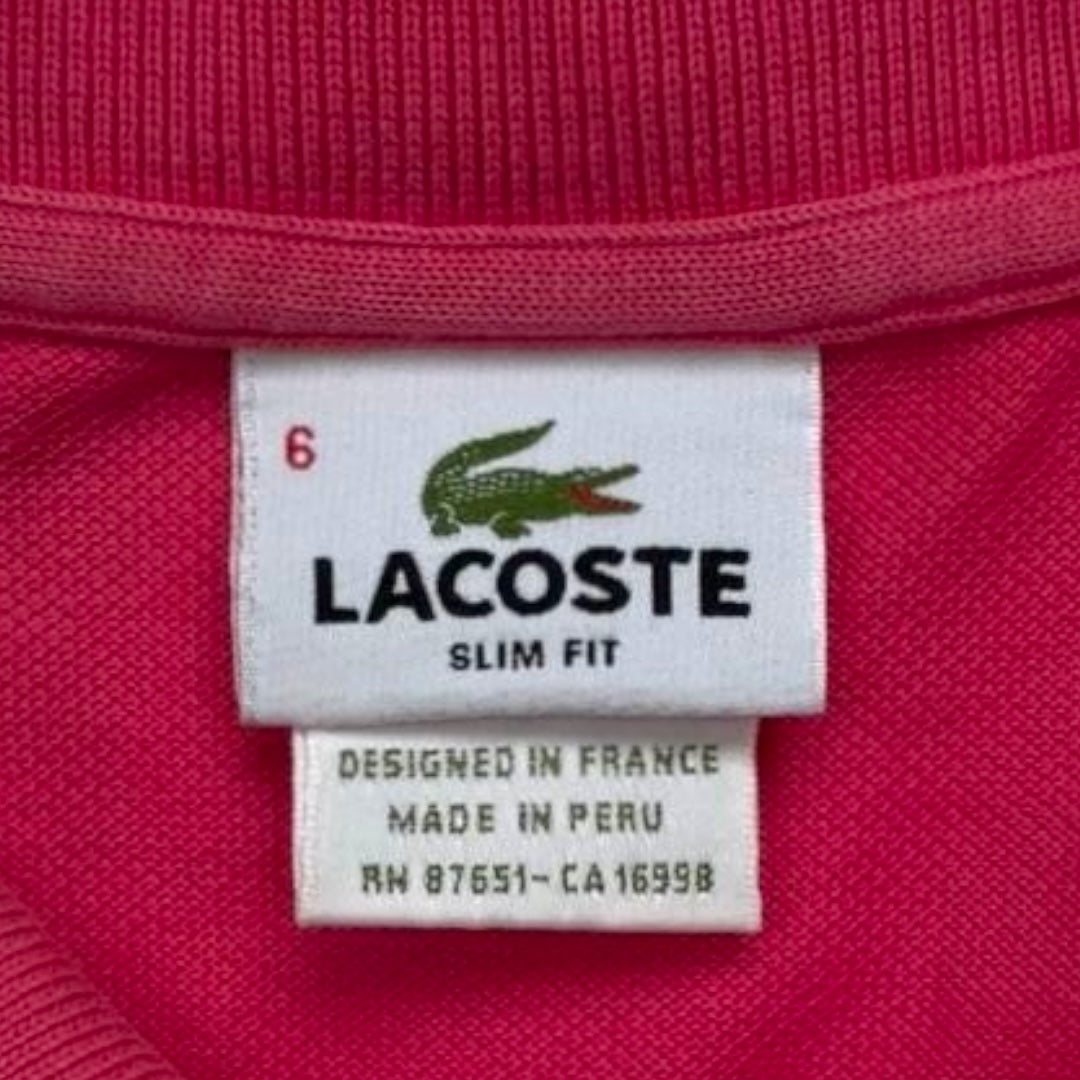 6
LACOSTE
SLIM FIT
DESIGNED IN FRANCE
MADE IN PERU
RN 87651-CA 16998